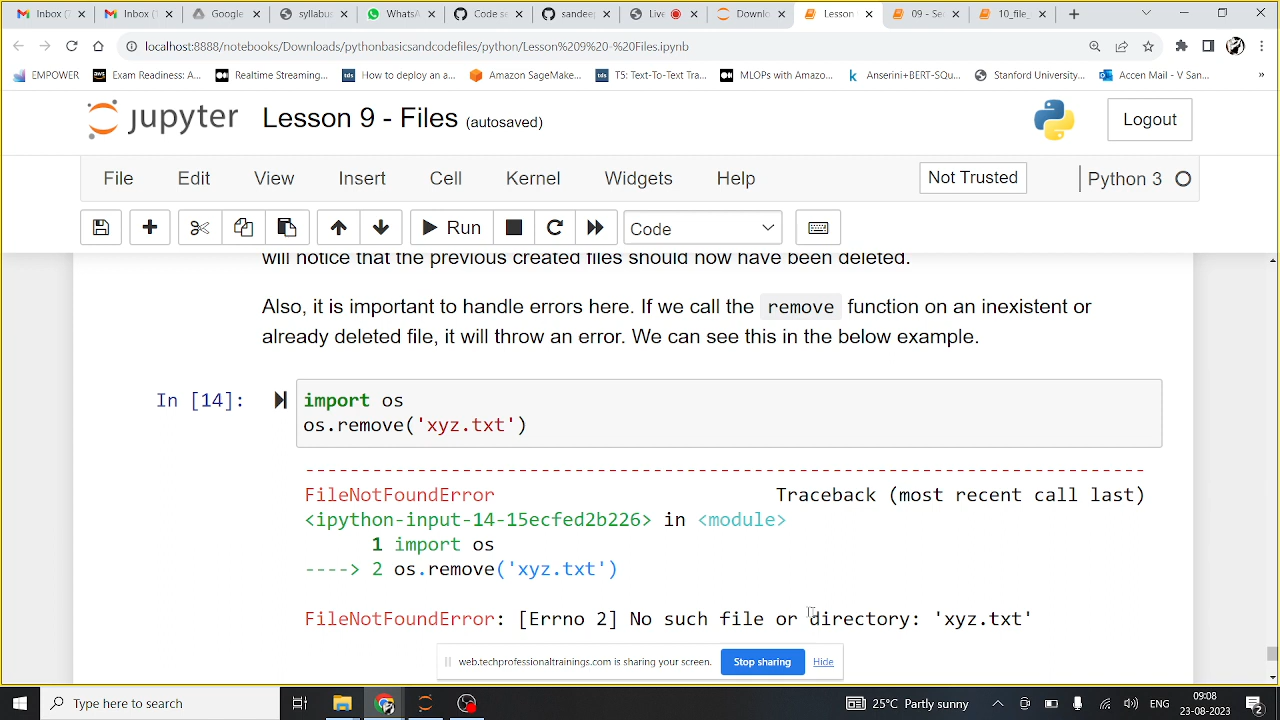 Inbox (
Inbox (
Google
syllabus
WhatsA
Code se
sandeep
Live
Downlo
Lesson
09 - Sec
10_file_
localhost:8888/notebooks/Downloads/pythonbasicsandcodefiles/python/Lesson%209%20-%20Files.ipynb
EMPOWER
Exam Readiness: A...
Realtime Streaming...
How to deploy an a...
Amazon SageMake...
T5: Text-To-Text Tra...
MLOPs with Amazo...
Anserini+BERT-SQu...
Stanford University...
Accen Mail - V San...
»
jupyter Lesson 9 - Files (autosaved)
Logout
File Edit View Insert Cell Kernel Widgets Help
Not Trusted
Python 3
Run
Code
will notice that the previous created files should now have been deleted.
Also, it is important to handle errors here. If we call the remove function on an inexistent or
already deleted file, it will throw an error. We can see this in the below example.
In [14]:
import os
os.remove('xyz.txt')
---------------------------------------------------------------------------
FileNotFoundError Traceback (most recent call last)
<ipython-input-14-15ecfed2b226> in <module>
1 import os
----> 2 os.remove('xyz.txt')
FileNotFoundError: [Errno 2] No such file or directory: 'xyz.txt'
web.techprofessionaltrainings.com is sharing your screen.
Stop sharing
Hide
Type here to search
25°C Partly sunny
ENG
09:08
23-08-2023
2